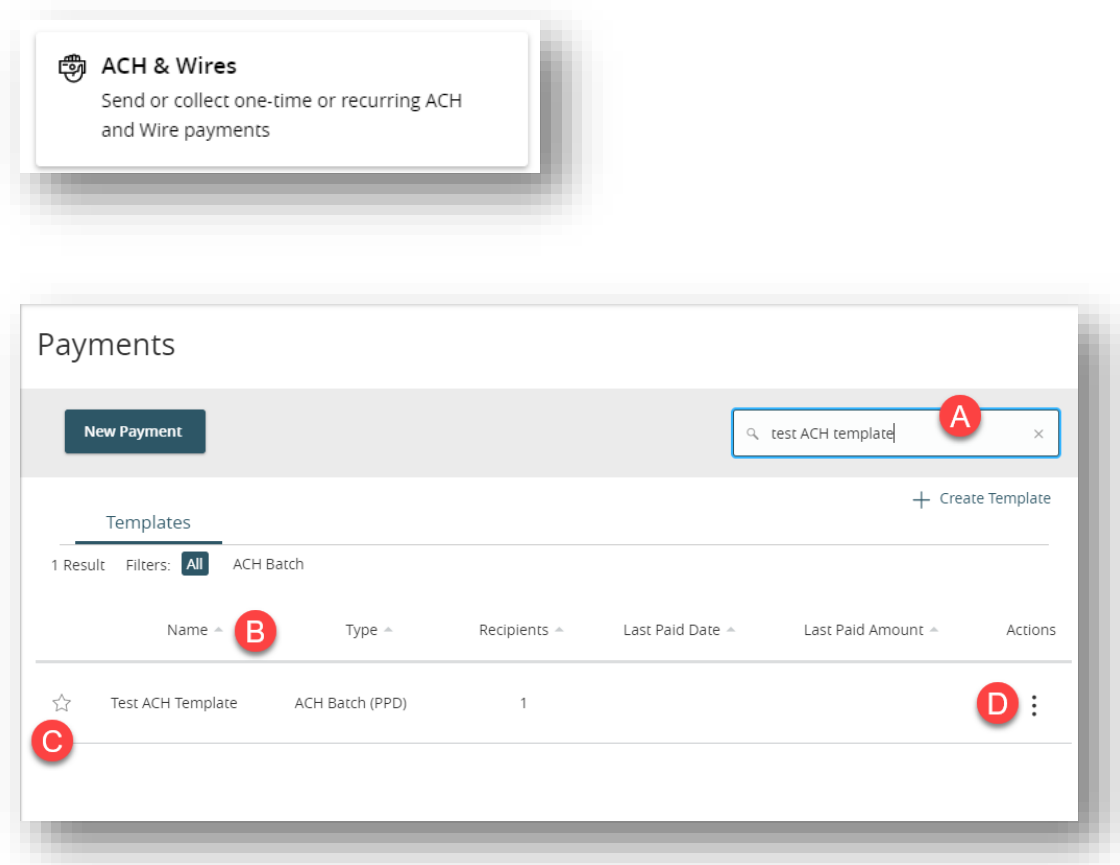 ACH & Wires
Send or collect one-time or recurring ACH
and Wire payments
Payments
New Payment
test ACH template
A
Create Template
Templates
1 Result Filters: All ACH Batch
Name B Type Recipients Last Paid Date Last Paid Amount Actions
Test ACH Template ACH Batch (PPD) 1 D
C